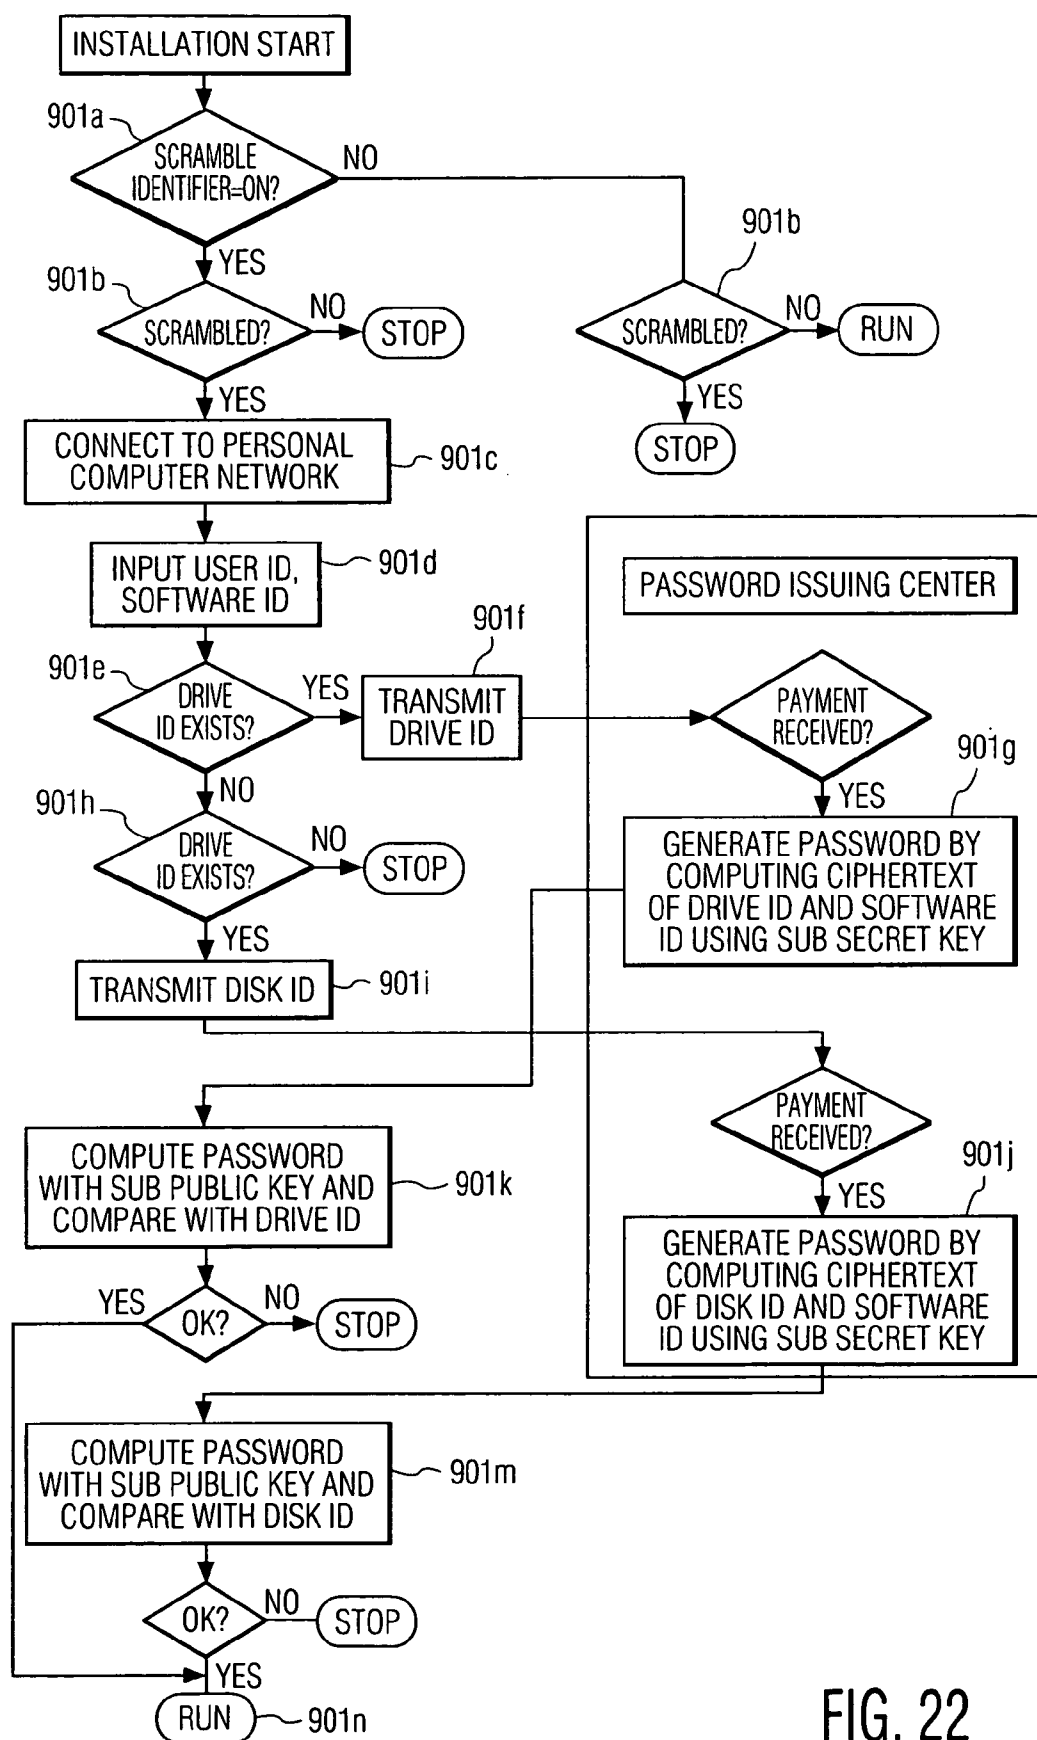 INSTALLATION START
901a
SCRAMBLE
IDENTIFIER=ON?
NO
YES
901b
SCRAMBLED?
NO
STOP
901b
SCRAMBLED?
NO
RUN
YES
STOP
YES
CONNECT TO PERSONAL
COMPUTER NETWORK
901c
INPUT USER ID,
SOFTWARE ID
901d
901e
DRIVE
ID EXISTS?
YES
901f
TRANSMIT
DRIVE ID
PASSWORD ISSUING CENTER
PAYMENT
RECEIVED?
901g
YES
GENERATE PASSWORD BY
COMPUTING CIPHERTEXT
OF DRIVE ID AND SOFTWARE
ID USING SUB SECRET KEY
NO
901h
DRIVE
ID EXISTS?
NO
STOP
YES
TRANSMIT DISK ID
901i
PAYMENT
RECEIVED?
901j
YES
GENERATE PASSWORD BY
COMPUTING CIPHERTEXT
OF DISK ID AND SOFTWARE
ID USING SUB SECRET KEY
COMPUTE PASSWORD
WITH SUB PUBLIC KEY AND
COMPARE WITH DRIVE ID
901k
YES
OK?
NO
STOP
COMPUTE PASSWORD
WITH SUB PUBLIC KEY AND
COMPARE WITH DISK ID
901m
OK?
NO
STOP
YES
RUN
901n
FIG. 22